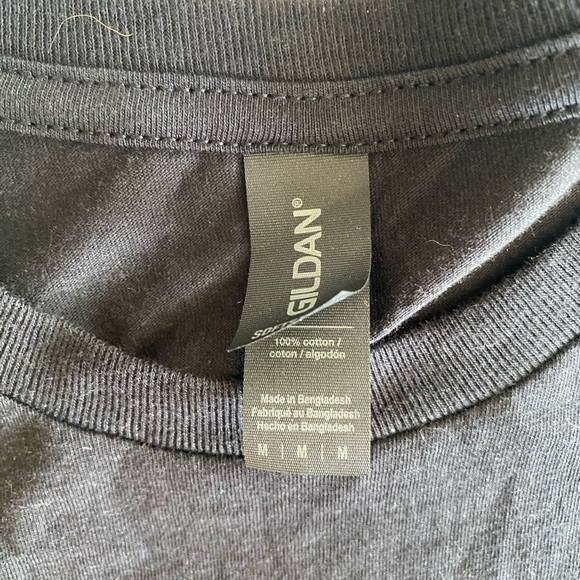 GILDAN®
100% cotton /
coton / algodón
Made in Bangladesh
Fabriqué au Bangladesh
Hecho en Bangladesh
M | M | M